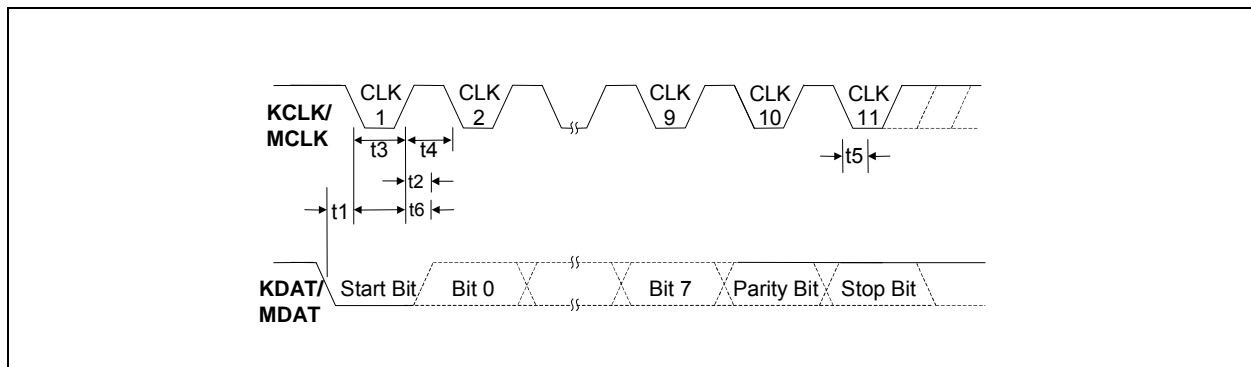 KCLK/
MCLK
CLK
1
CLK
2
CLK
9
CLK
10
CLK
11
t3
t4
t5
t2
t1
t6
KDAT/
MDAT
Start Bit
Bit 0
Bit 7
Parity Bit
Stop Bit